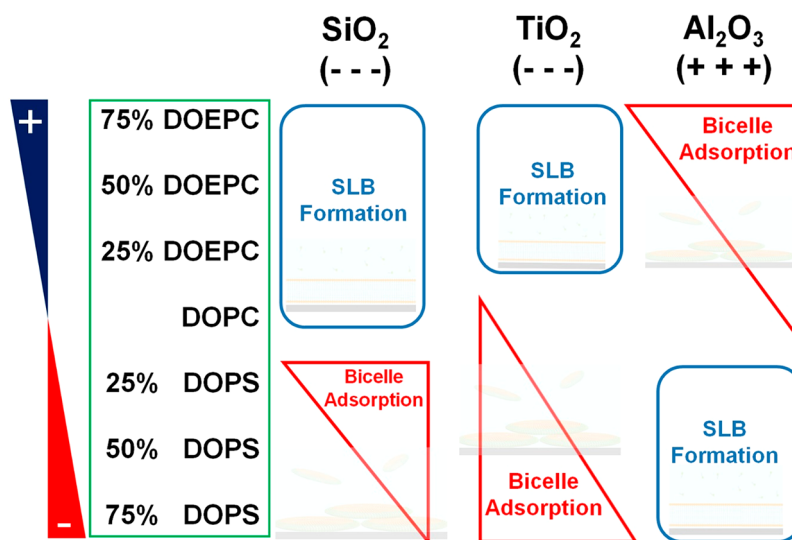 SiO₂ TiO₂ Al₂O₃
(- - -) (- - -) (+ + +)
+
75% DOEPC
50% DOEPC
25% DOEPC
DOPC
25% DOPS
50% DOPS
75% DOPS
-
SLB
Formation
Bicelle
Adsorption
SLB
Formation
Bicelle
Adsorption
Bicelle
Adsorption
SLB
Formation